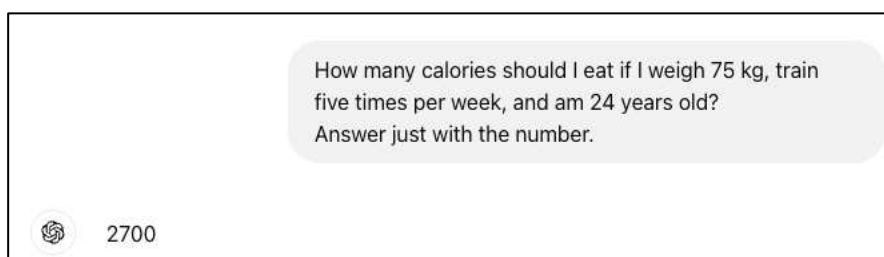 How many calories should I eat if I weigh 75 kg, train
five times per week, and am 24 years old?
Answer just with the number.
2700